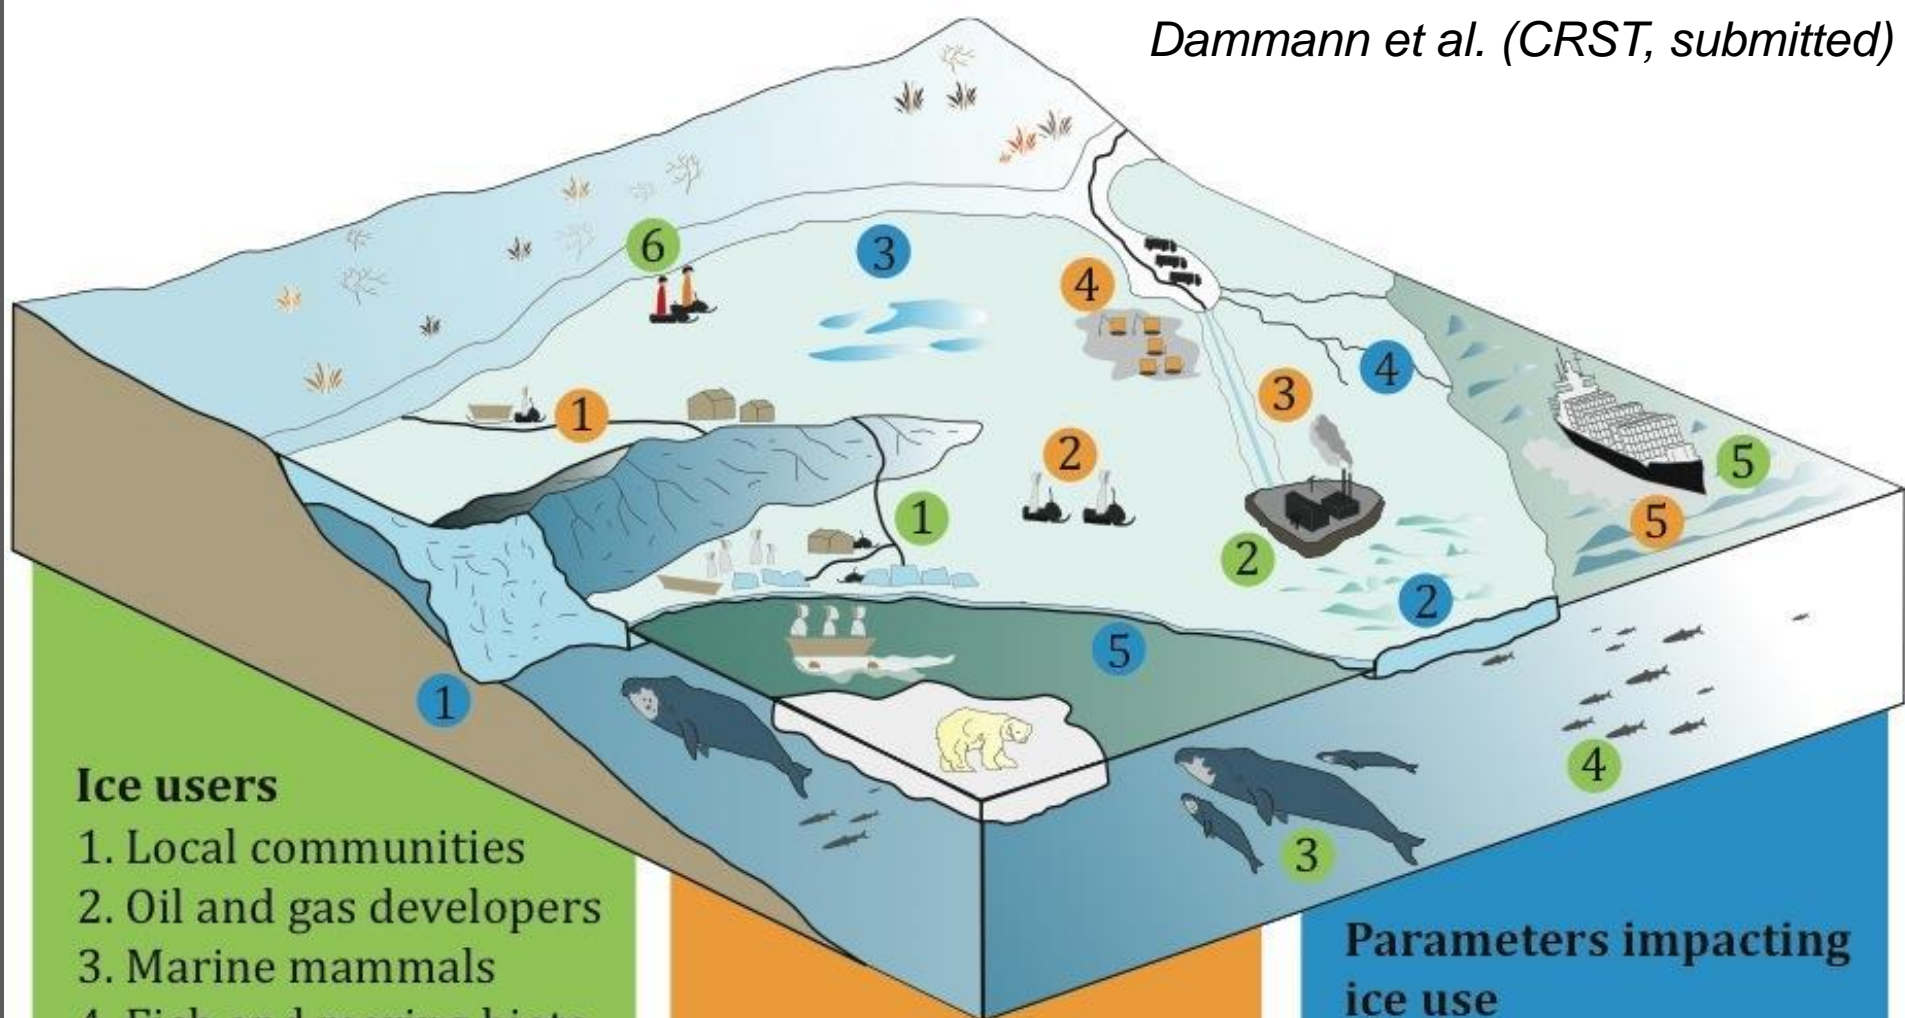 Dammann et al. (CRST, submitted)
6
3
4
4
3
1
2
5
1
5
2
2
5
1
4
3
Ice users
1. Local communities
2. Oil and gas developers
3. Marine mammals
Parameters impacting
ice use